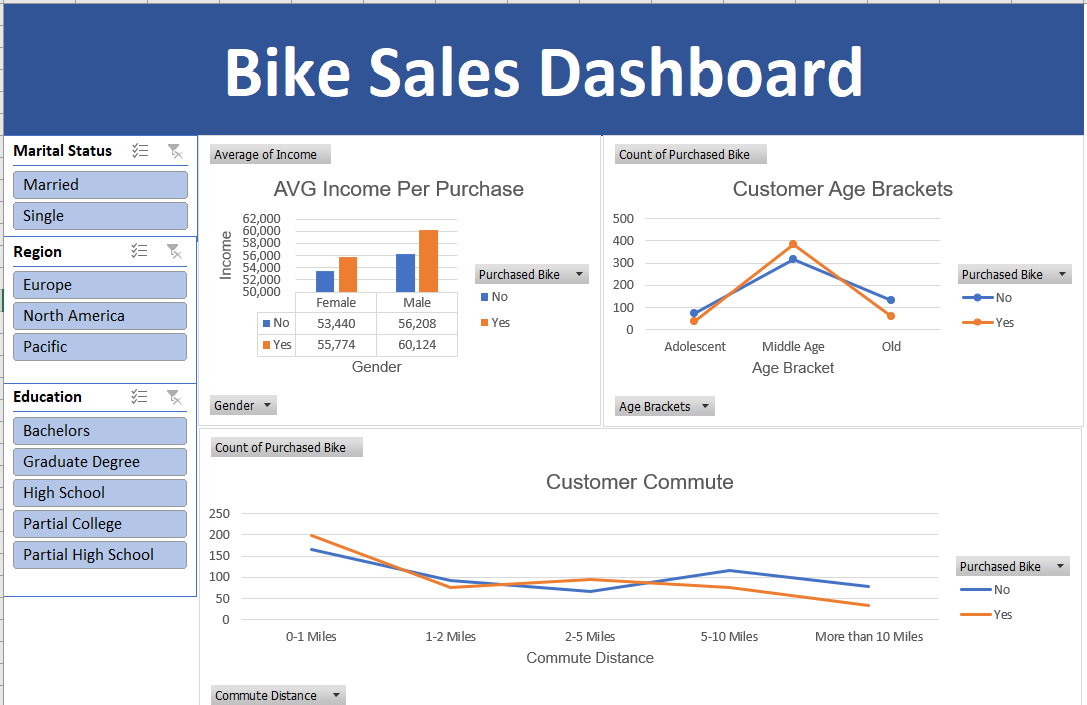 Bike Sales Dashboard
Marital Status
Married
Single
Region
Europe
North America
Pacific
Education
Bachelors
Graduate Degree
High School
Partial College
Partial High School
Average of Income
AVG Income Per Purchase
62,000
60,000
58,000
56,000
54,000
52,000
50,000
Income
Female Male
No 53,440 56,208
Yes 55,774 60,124
Gender
Purchased Bike
No
Yes
Gender
Count of Purchased Bike
Customer Age Brackets
500
400
300
200
100
0
Adolescent Middle Age Old
Age Bracket
Purchased Bike
No
Yes
Age Brackets
Count of Purchased Bike
Customer Commute
250
200
150
100
50
0
0-1 Miles 1-2 Miles 2-5 Miles 5-10 Miles More than 10 Miles
Commute Distance
Purchased Bike
No
Yes
Commute Distance